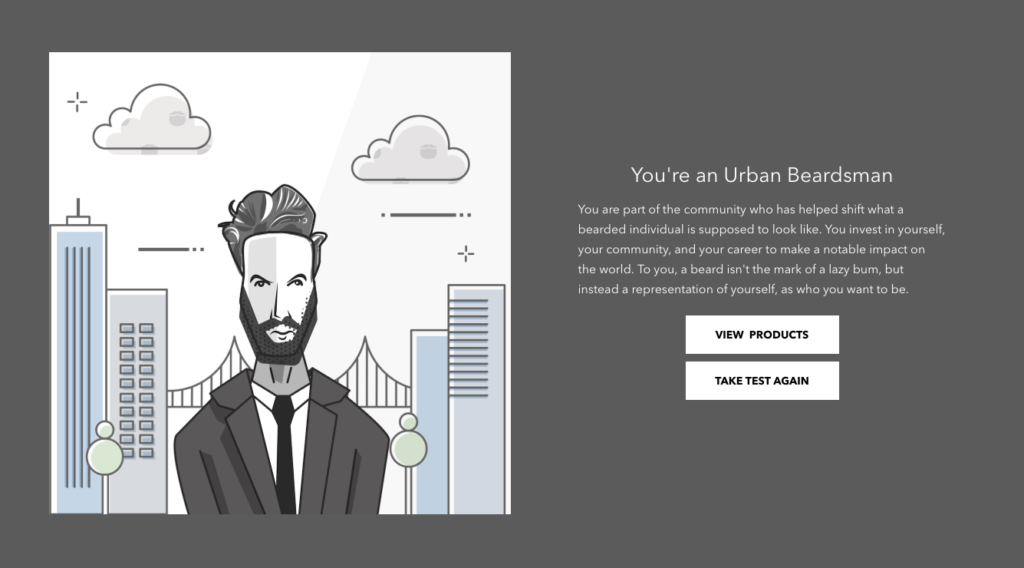 You're an Urban Beardsman
You are part of the community who has helped shift what a
bearded individual is supposed to look like. You invest in yourself,
your community, and your career to make a notable impact on
the world. To you, a beard isn't the mark of a lazy bum, but
instead a representation of yourself, as who you want to be.
VIEW PRODUCTS
TAKE TEST AGAIN